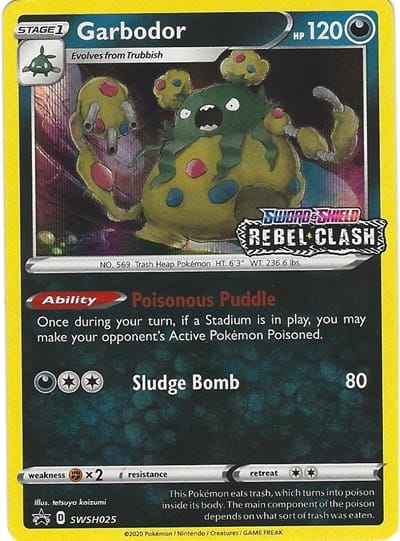 STAGE 1 Garbodor HP 120
Evolves from Trubbish
SWORD & SHIELD
REBEL CLASH
NO. 569 Trash Heap Pokémon HT: 6'3" WT: 236.6 lbs.
Ability Poisonous Puddle
Once during your turn, if a Stadium is in play, you may
make your opponent's Active Pokémon Poisoned.
Sludge Bomb 80
weakness ×2 resistance retreat
Illus. tetsuya koizumi
This Pokémon eats trash, which turns into poison
inside its body. The main component of the poison
depends on what sort of trash was eaten.
D SWSH025
©2020 Pokémon / Nintendo / Creatures / GAME FREAK